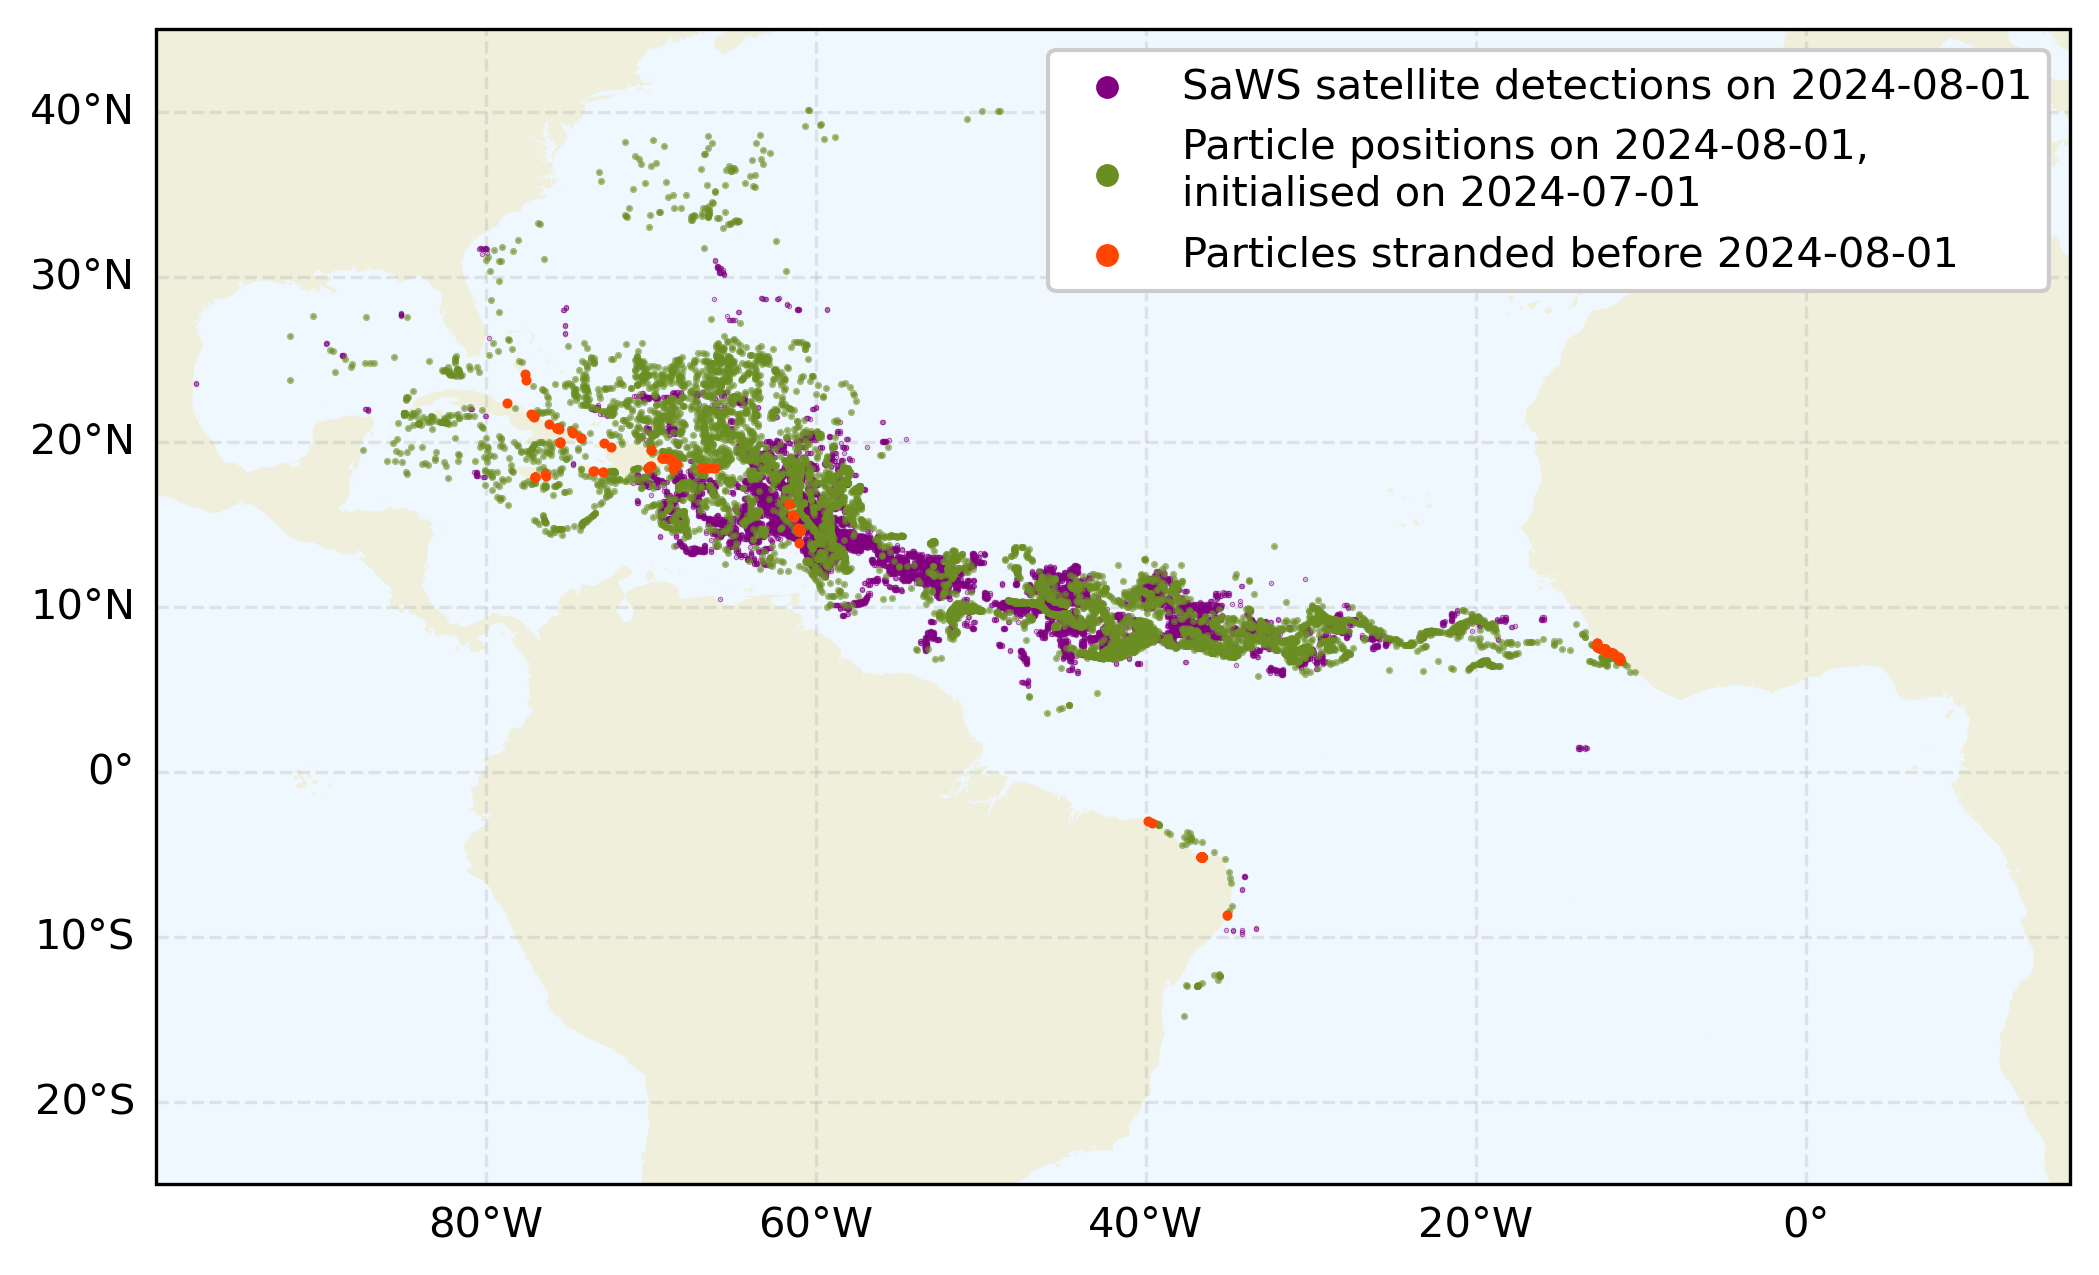 SaWS satellite detections on 2024-08-01
Particle positions on 2024-08-01,
initialised on 2024-07-01
Particles stranded before 2024-08-01
40°N
30°N
20°N
10°N
0°
10°S
20°S
80°W
60°W
40°W
20°W
0°